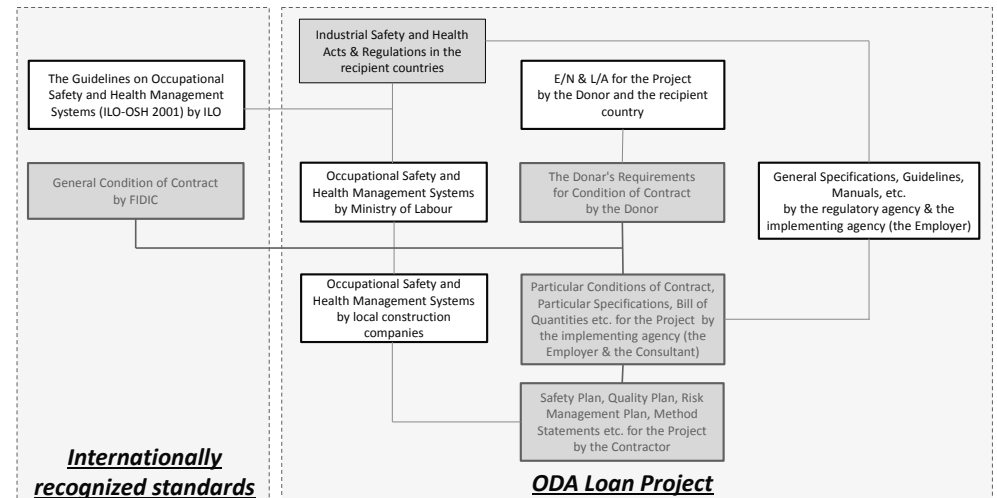 Industrial Safety and Health
Acts & Regulations in the
recipient countries
The Guidelines on Occupational
Safety and Health Management
Systems (ILO-OSH 2001) by ILO
E/N & L/A for the Project
by the Donor and the recipient
country
General Condition of Contract
by FIDIC
Occupational Safety and
Health Management Systems
by Ministry of Labour
The Donar's Requirements
for Condition of Contract
by the Donor
General Specifications, Guidelines,
Manuals, etc.
by the regulatory agency & the
implementing agency (the Employer)
Occupational Safety and
Health Management Systems
by local construction
companies
Particular Conditions of Contract,
Particular Specifications, Bill of
Quantities etc. for the Project by
the implementing agency (the
Employer & the Consultant)
Safety Plan, Quality Plan, Risk
Management Plan, Method
Statements etc. for the Project
by the Contractor
Internationally
recognized standards
ODA Loan Project